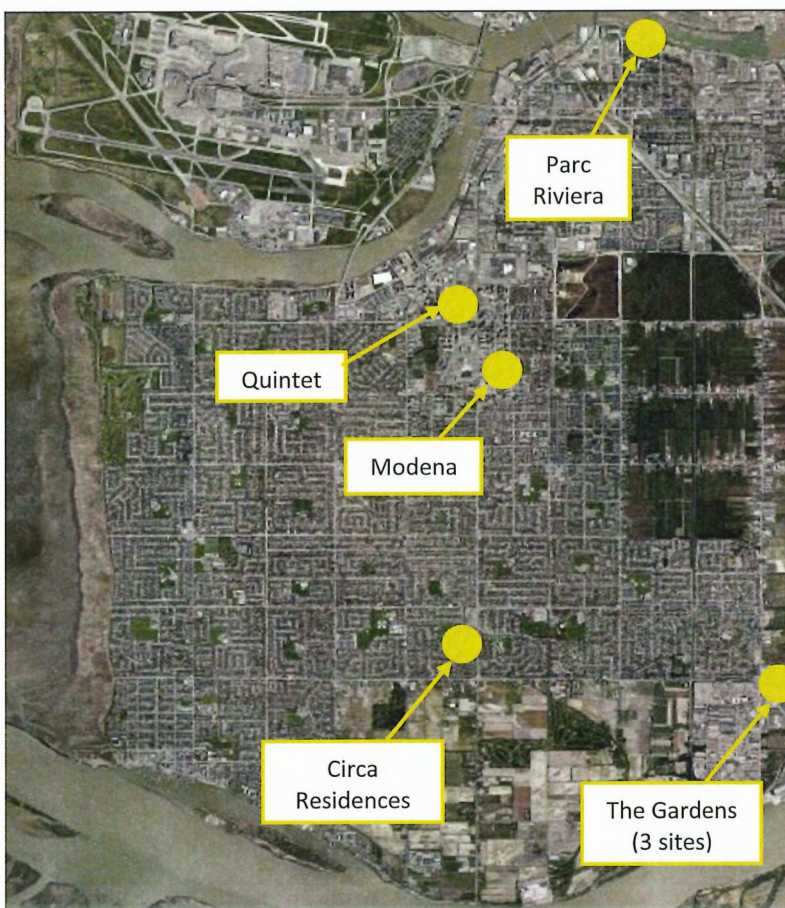 Parc
Riviera
Quintet
Modena
Circa
Residences
The Gardens
(3 sites)